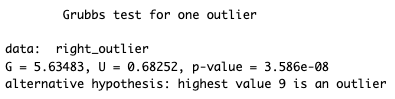 Grubbs test for one outlier
data: right_outlier
G = 5.63483, U = 0.68252, p-value = 3.586e-08
alternative hypothesis: highest value 9 is an outlier